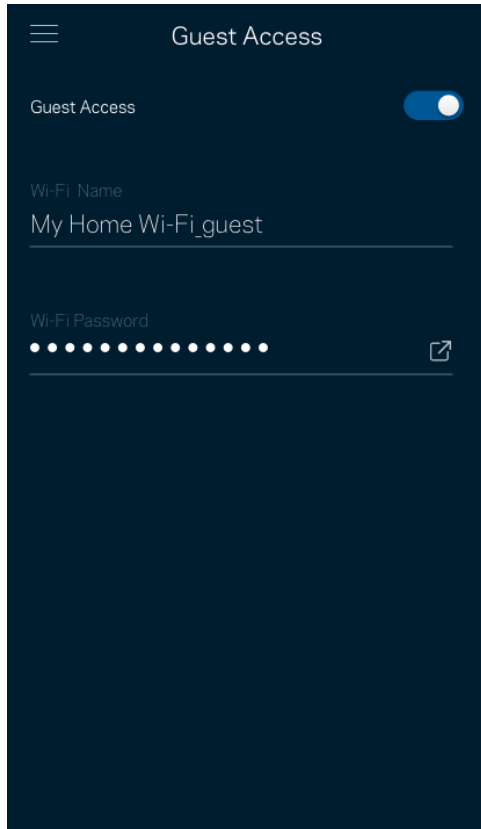 Guest Access
Guest Access
Wi-Fi Name
My Home Wi-Fi_guest
Wi-Fi Password
••••••••••••••